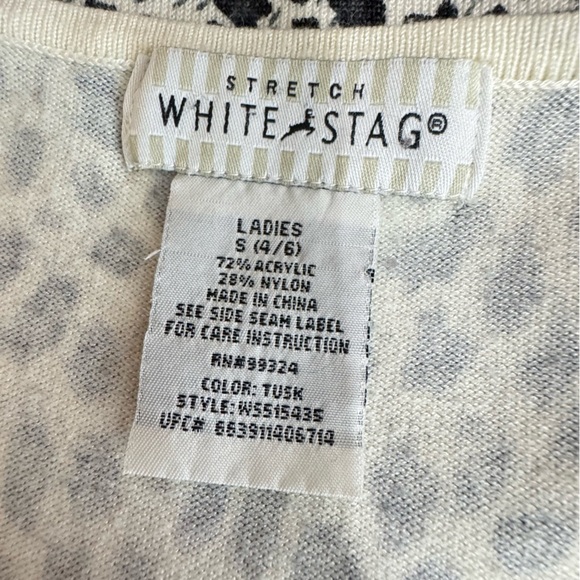 STRETCH
WHITE STAG®
LADIES
S (4/6)
72% ACRYLIC
28% NYLON
MADE IN CHINA
SEE SIDE SEAM LABEL
FOR CARE INSTRUCTION
RN#99324
COLOR: TUSK
STYLE: WS515435
UPC# 663911406714